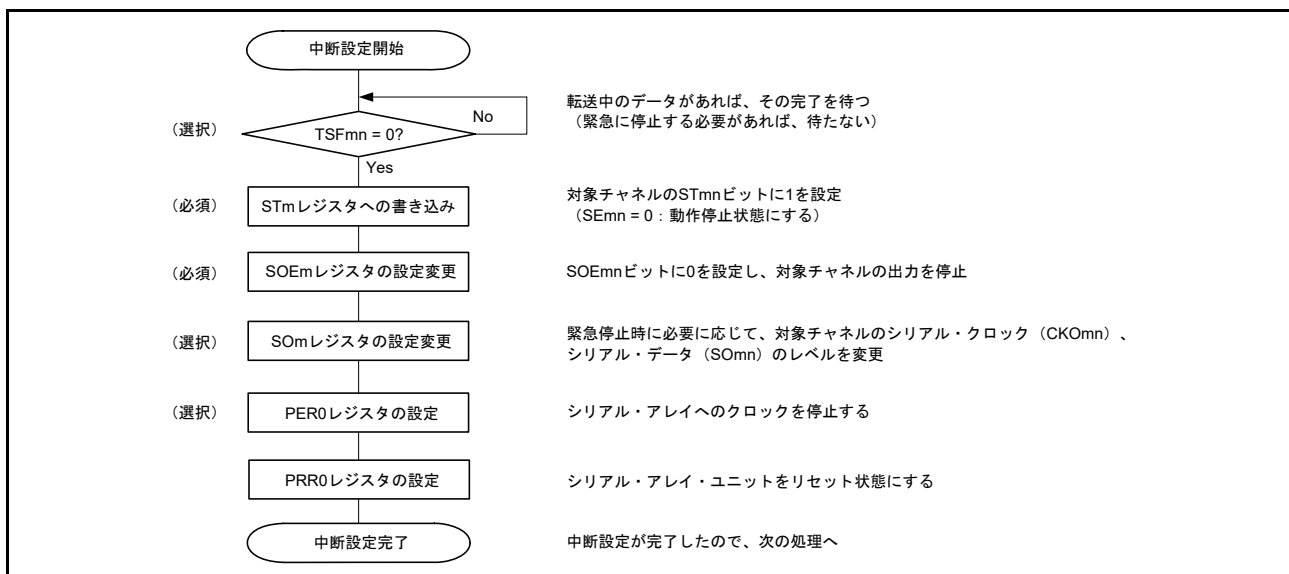 中断設定開始
転送中のデータがあれば、その完了を待つ
（緊急に停止する必要があれば、待たない）
No
（選択）
TSFmn = 0?
Yes
（必須）
STmレジスタへの書き込み
対象チャネルのSTmnビットに1を設定
（SEmn = 0：動作停止状態にする）
（必須）
SOEmレジスタの設定変更
SOEmnビットに0を設定し、対象チャネルの出力を停止
（選択）
SOmレジスタの設定変更
緊急停止時に必要に応じて、対象チャネルのシリアル・クロック（CKOmn）、
シリアル・データ（SOmn）のレベルを変更
（選択）
PER0レジスタの設定
シリアル・アレイへのクロックを停止する
PRR0レジスタの設定
シリアル・アレイ・ユニットをリセット状態にする
中断設定完了
中断設定が完了したので、次の処理へ